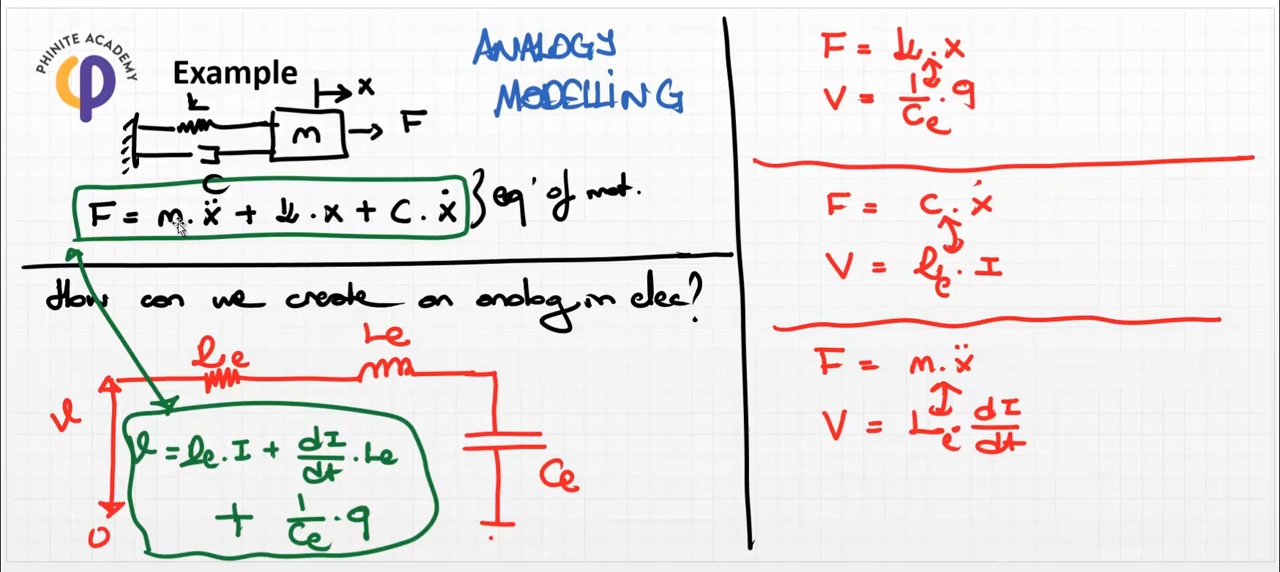 PHINITE ACADEMY
Example
ANALOGY
MODELLING
k
x
m
F
C
F = m.ẍ + k.x + C.ẋ } eqⁿ of mot.
How can we create an analog in elec?
Re
Le
V
V = Re.I + dI/dt.Le
+ 1/Ce.q
Ce
0
F = k.x
V = 1/Ce.q
F = c.ẋ
V = Re.I
F = m.ẍ
V = Le.dI/dt